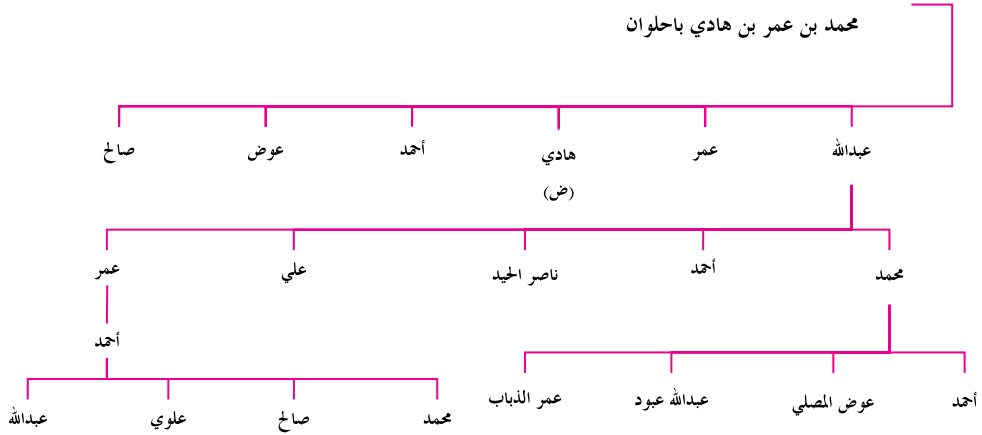 محمد بن عمر بن هادي باحلوان
عبدالله عمر هادي أحمد عوض صالح
(ض)
محمد أحمد ناصر الحيد علي عمر
أحمد
أحمد عوض المصلي عبدالله عبود عمر الذباب
محمد صالح علوي عبدالله